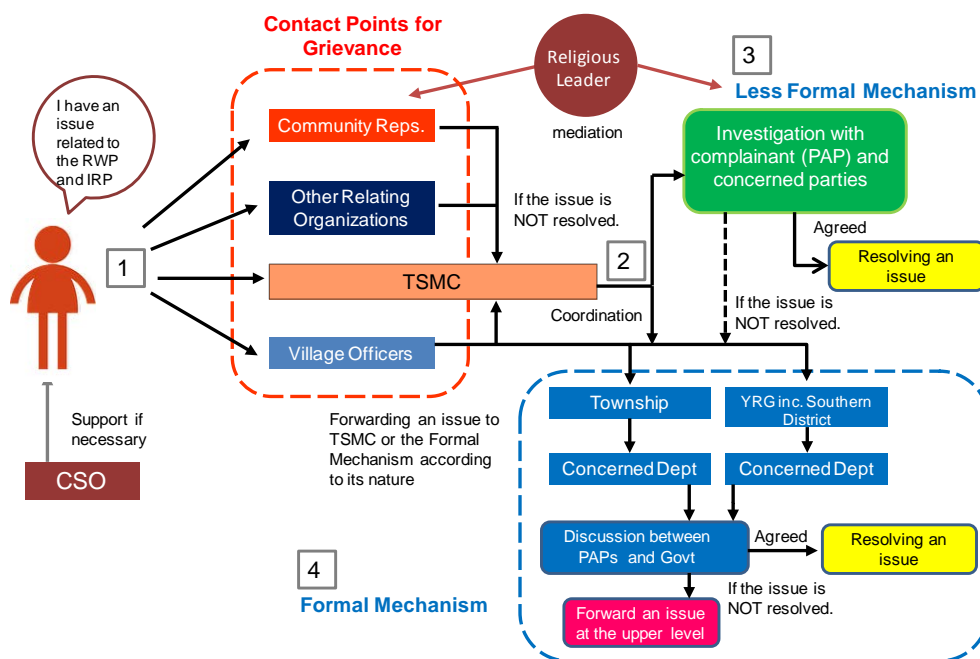 Contact Points for
Grievance
Religious
Leader
3
Less Formal Mechanism
I have an
issue
related to
the RWP
and IRP
Community Reps.
mediation
Investigation with
complainant (PAP) and
concerned parties
Other Relating
Organizations
If the issue is
NOT resolved.
Agreed
1
2
Resolving an
issue
TSMC
Coordination
If the issue is
NOT resolved.
Village Officers
Support if
necessary
CSO
Forwarding an issue to
TSMC or the Formal
Mechanism according
to its nature
Township
YRG inc. Southern
District
Concerned Dept
Concerned Dept
Discussion between
PAPs and Govt
Agreed
Resolving an
issue
4
Formal Mechanism
If the issue is
NOT resolved.
Forward an issue
at the upper level